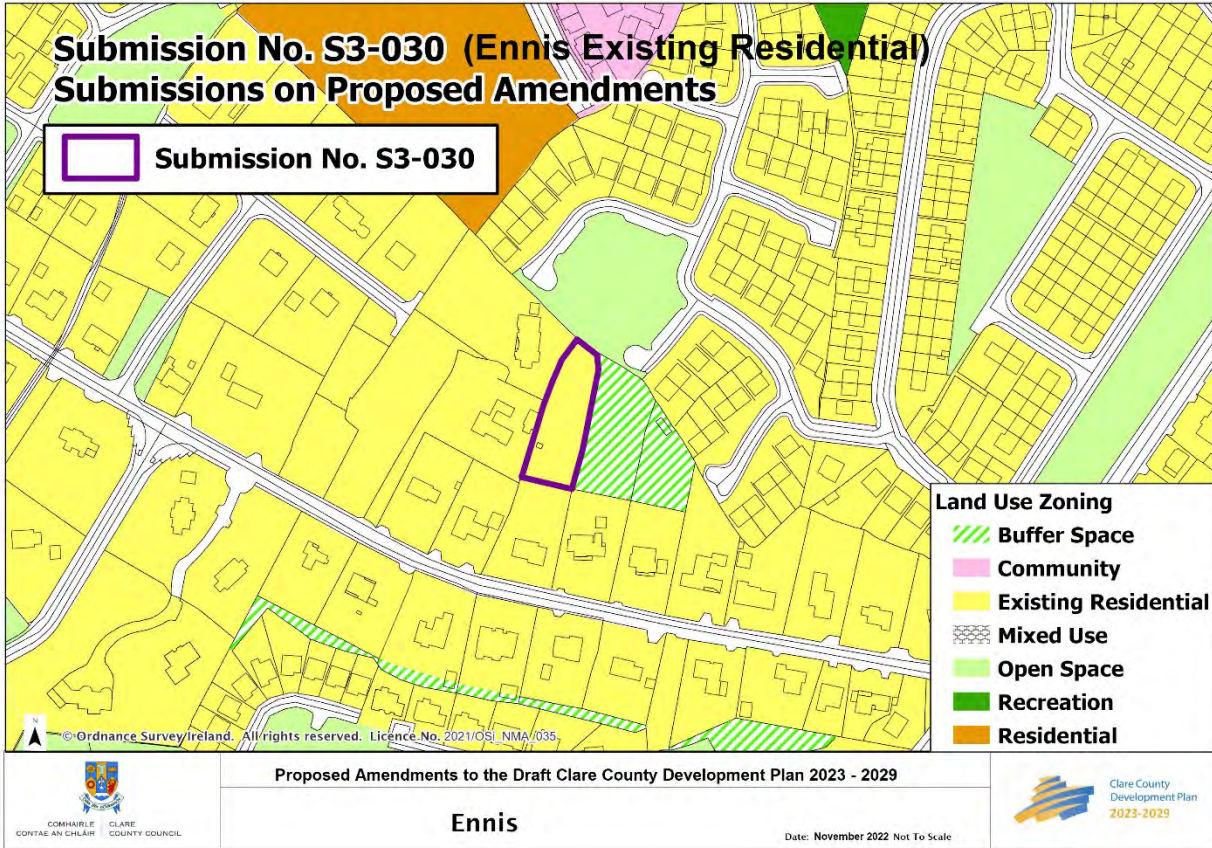 Submission No. S3-030 (Ennis Existing Residential)
Submissions on Proposed Amendments
Submission No. S3-030
Land Use Zoning
Buffer Space
Community
Existing Residential
Mixed Use
Open Space
Recreation
Residential
N
© Ordnance Survey Ireland. All rights reserved. Licence No. 2021/OSi_NMA_035
COMHAIRLE CONTAE AN CHLÁIR
CLARE COUNTY COUNCIL
Proposed Amendments to the Draft Clare County Development Plan 2023 - 2029
Ennis
Date: November 2022 Not To Scale
Clare County
Development Plan
2023-2029